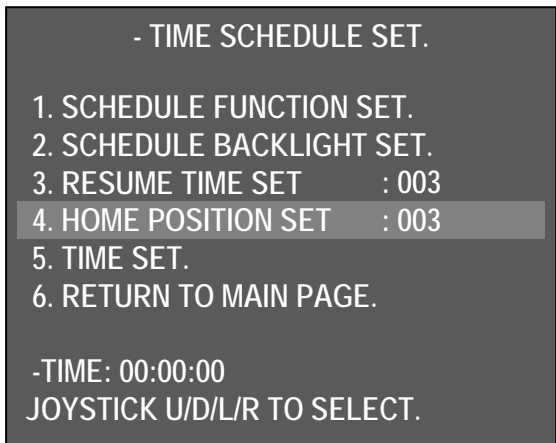 - TIME SCHEDULE SET.
1. SCHEDULE FUNCTION SET.
2. SCHEDULE BACKLIGHT SET.
3. RESUME TIME SET : 003
4. HOME POSITION SET : 003
5. TIME SET.
6. RETURN TO MAIN PAGE.
-TIME: 00:00:00
JOYSTICK U/D/L/R TO SELECT.